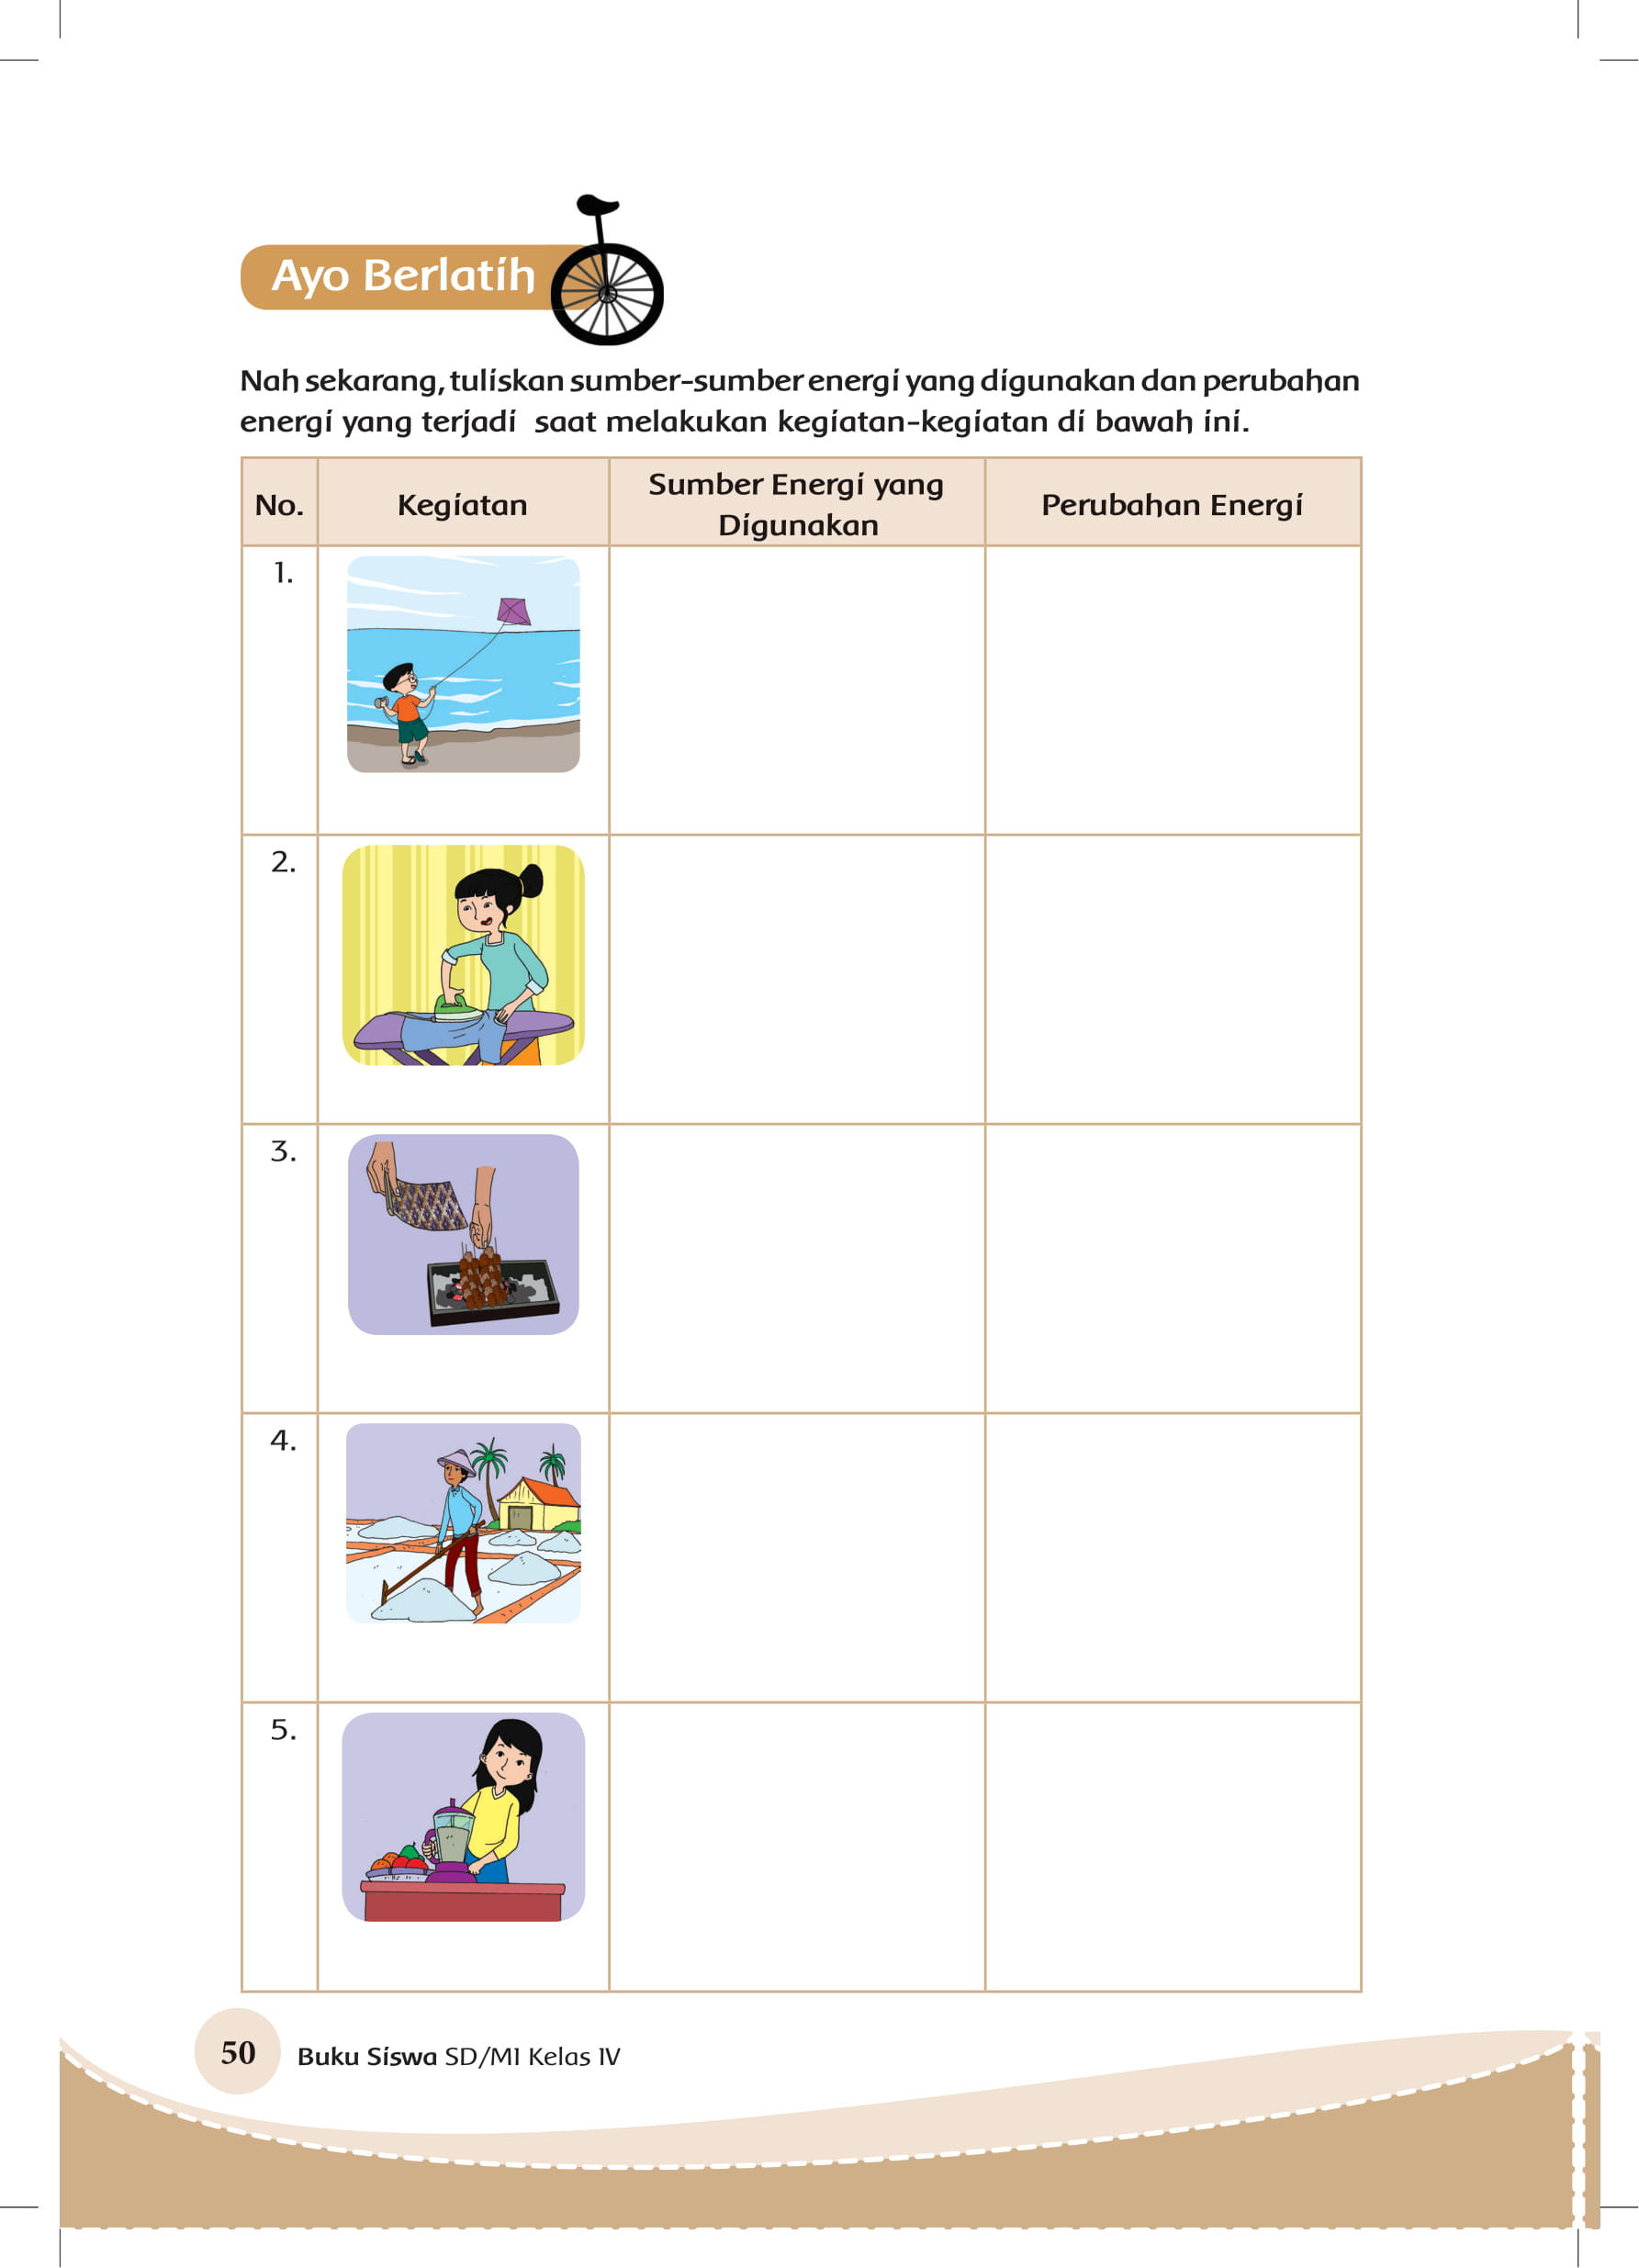 Ayo Berlatih
Nah sekarang, tuliskan sumber-sumber energi yang digunakan dan perubahan
energi yang terjadi saat melakukan kegiatan-kegiatan di bawah ini.
No.
Kegiatan
Sumber Energi yang
Digunakan
Perubahan Energi
1.
2.
3.
4.
5.
50
Buku Siswa SD/MI Kelas IV